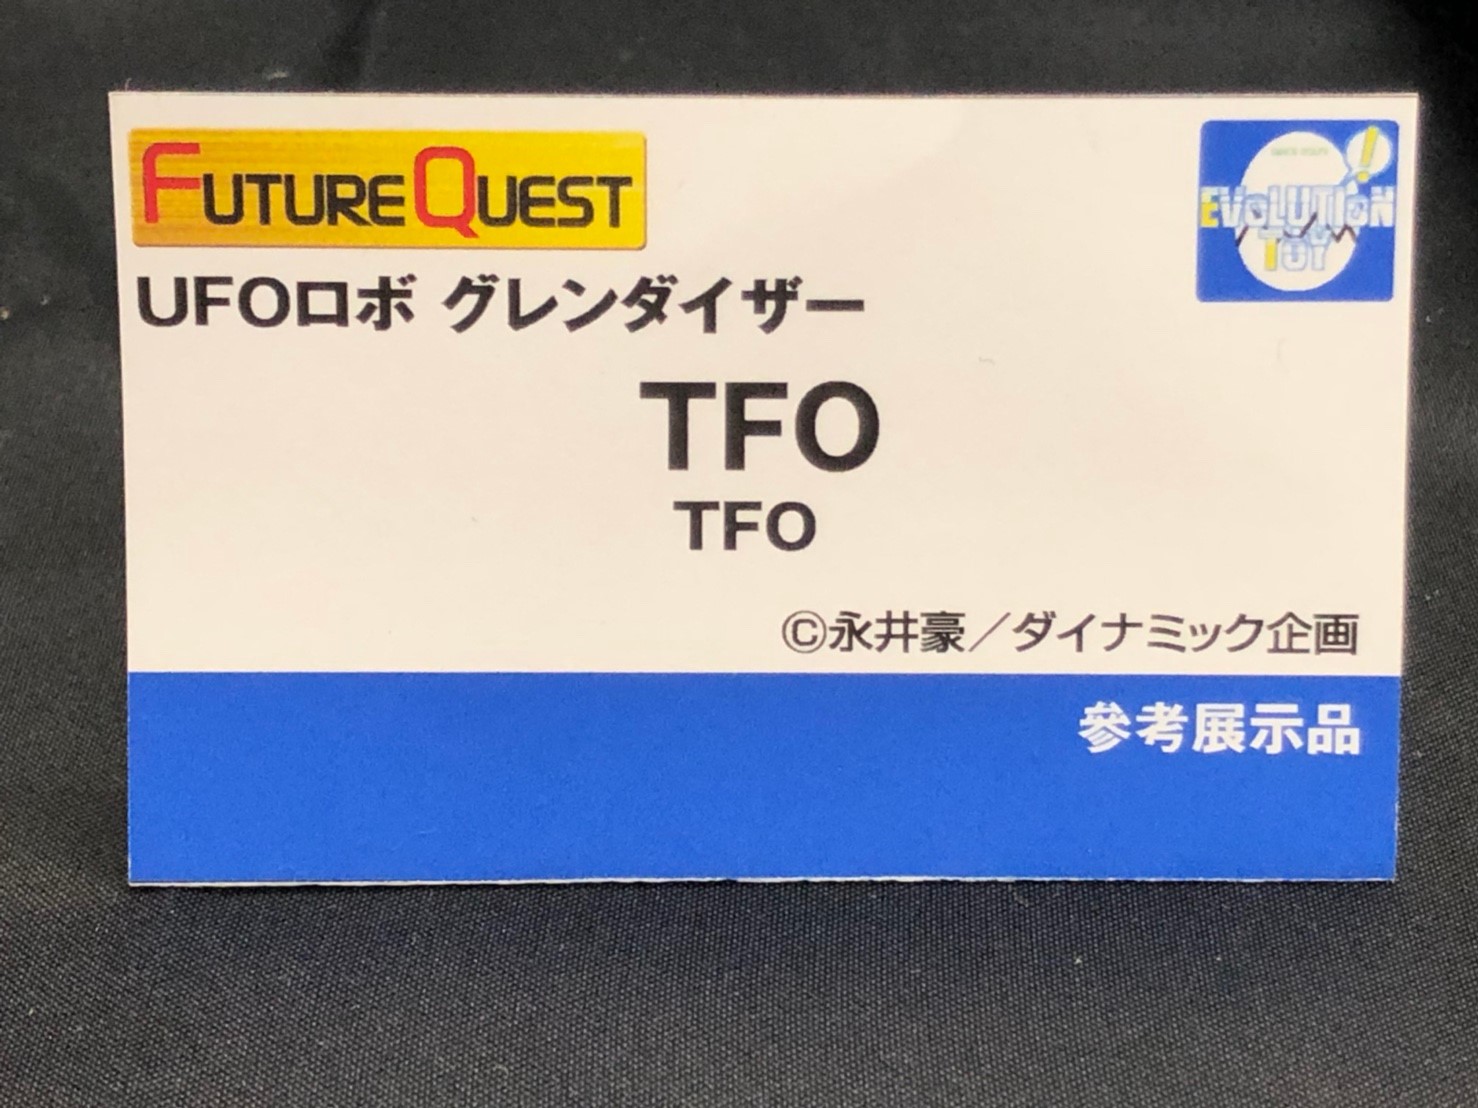 FUTURE QUEST
EVOLUTION
TOY
UFOロボ グレンダイザー
TFO
TFO
©永井豪／ダイナミック企画
参考展示品